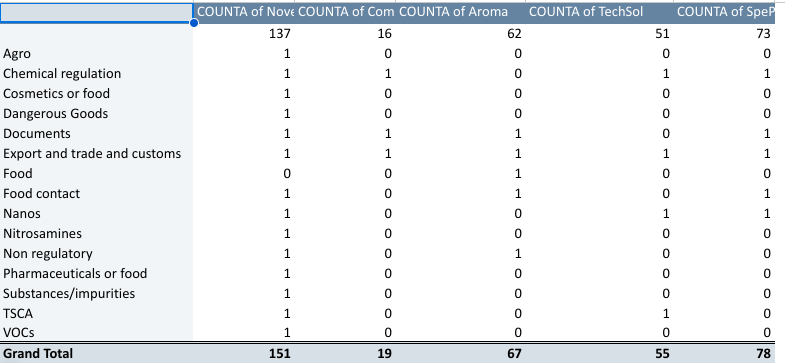 COUNTA of Nove COUNTA of Com COUNTA of Aroma COUNTA of TechSol COUNTA of SpeP
137 16 62 51 73
Agro 1 0 0 0 0
Chemical regulation 1 1 0 1 1
Cosmetics or food 1 0 0 0 0
Dangerous Goods 1 0 0 0 0
Documents 1 1 1 0 1
Export and trade and customs 1 1 1 1 1
Food 0 0 1 0 0
Food contact 1 0 1 0 1
Nanos 1 0 0 1 1
Nitrosamines 1 0 0 0 0
Non regulatory 1 0 1 0 0
Pharmaceuticals or food 1 0 0 0 0
Substances/impurities 1 0 0 0 0
TSCA 1 0 0 1 0
VOCs 1 0 0 0 0
Grand Total 151 19 67 55 78